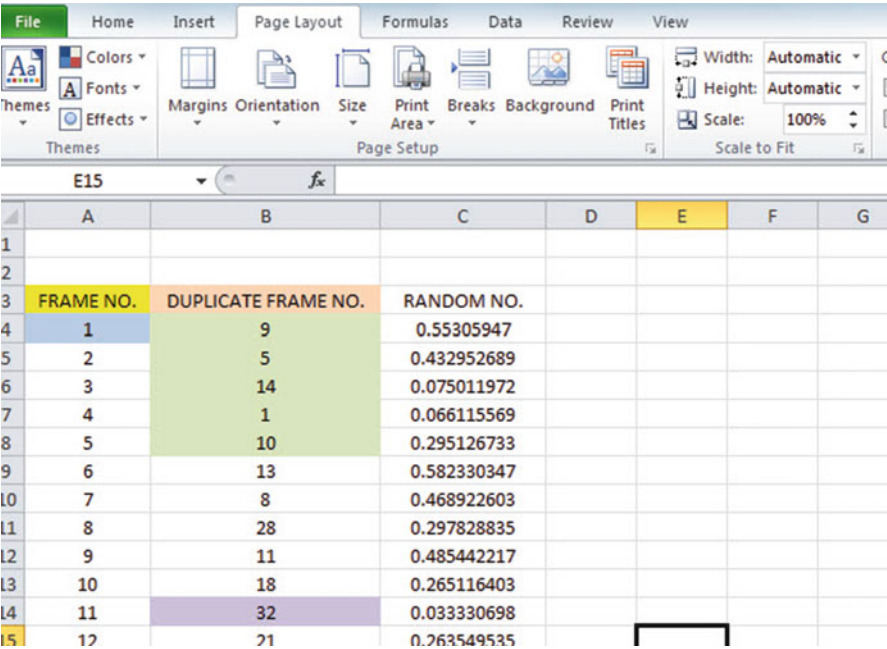 File Home Insert Page Layout Formulas Data Review View
Colors
Fonts
Effects
Themes
Margins
Orientation
Size
Print Area
Breaks
Background
Print Titles
Width: Automatic
Height: Automatic
Scale: 100%
Themes Page Setup Scale to Fit
E15 fx
A B C D E F G
1
2
3 FRAME NO. DUPLICATE FRAME NO. RANDOM NO.
4 1 9 0.55305947
5 2 5 0.432952689
6 3 14 0.075011972
7 4 1 0.066115569
8 5 10 0.295126733
9 6 13 0.582330347
10 7 8 0.468922603
11 8 28 0.297828835
12 9 11 0.485442217
13 10 18 0.265116403
14 11 32 0.033330698
15 12 21 0.263549535